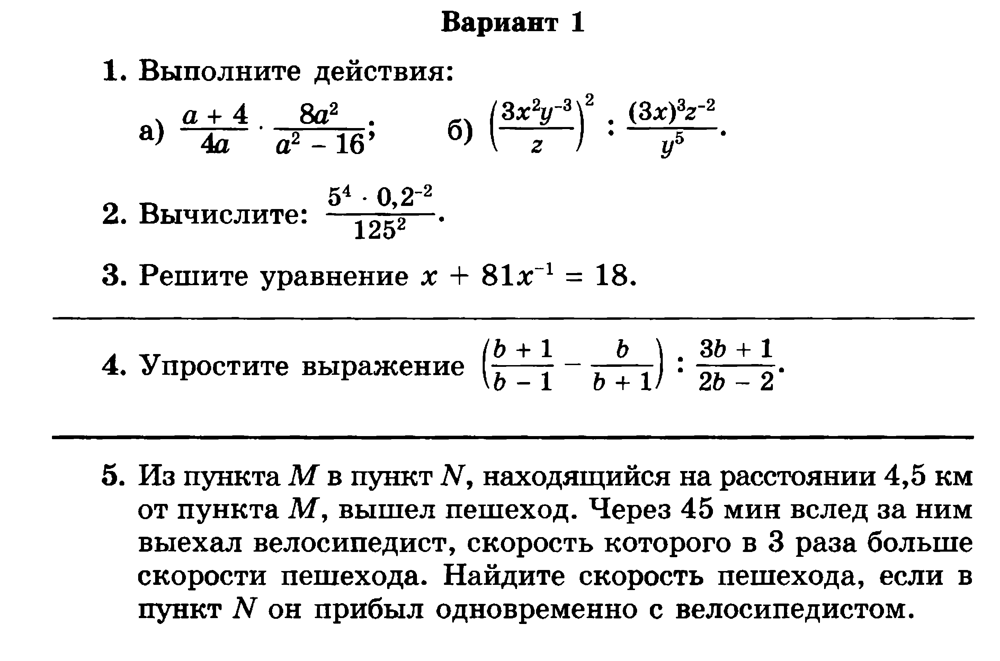 Вариант 1
1. Выполните действия:
а) \frac{a + 4}{4a} · \frac{8a^2}{a^2 – 16}; б) \left(\frac{3x^2y^{-3}}{z}\right)^2 : \frac{(3x)^3z^{-2}}{y^5}.
2. Вычислите: \frac{5^4 · 0,2^{-2}}{125^2}.
3. Решите уравнение x + 81x^{-1} = 18.
4. Упростите выражение \left(\frac{b + 1}{b – 1} – \frac{b}{b + 1}\right) : \frac{3b + 1}{2b – 2}.
5. Из пункта M в пункт N, находящийся на расстоянии 4,5 км
от пункта M, вышел пешеход. Через 45 мин вслед за ним
выехал велосипедист, скорость которого в 3 раза больше
скорости пешехода. Найдите скорость пешехода, если в
пункт N он прибыл одновременно с велосипедистом.